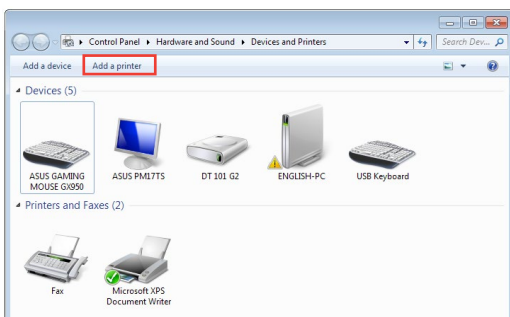 Control Panel Hardware and Sound Devices and Printers Search Dev...
Add a device Add a printer
Devices (5)
ASUS GAMING MOUSE GX950
ASUS PM17TS
DT 101 G2
ENGLISH-PC
USB Keyboard
Printers and Faxes (2)
Fax
Microsoft XPS
Document Writer